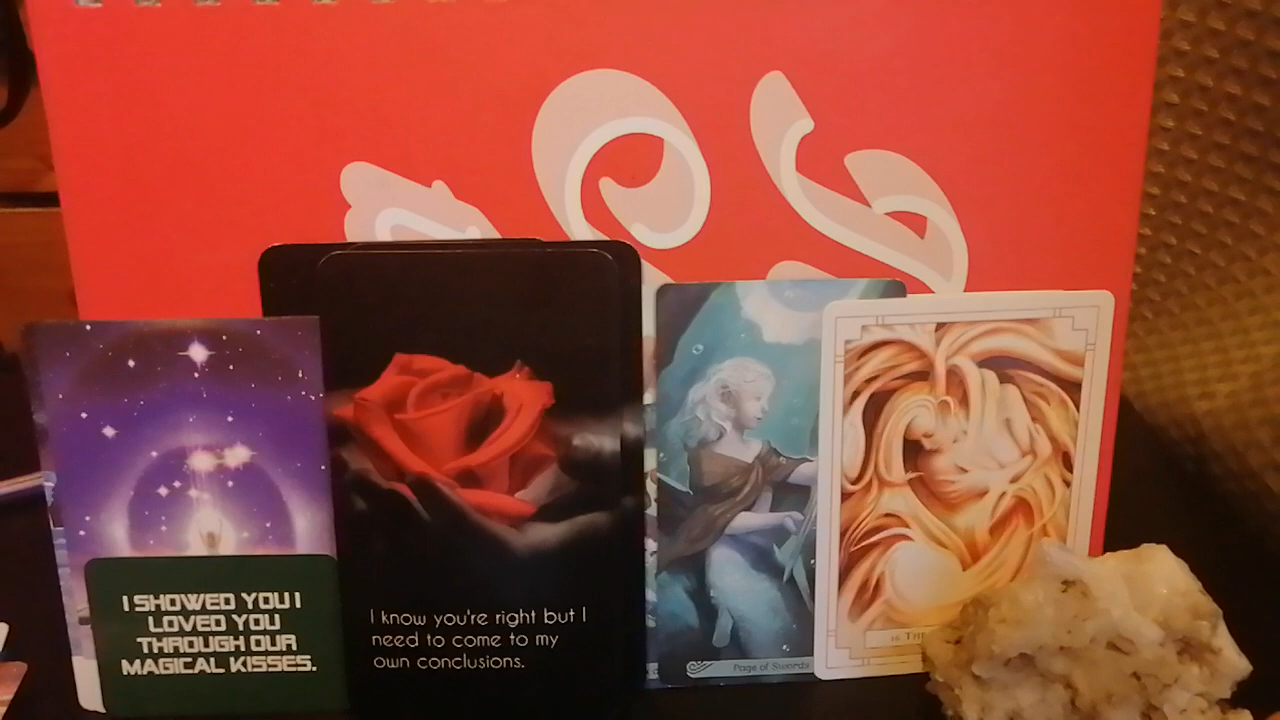 I SHOWED YOU I
LOVED YOU
THROUGH OUR
MAGICAL KISSES.
I know you're right but I
need to come to my
own conclusions.
Page of Swords